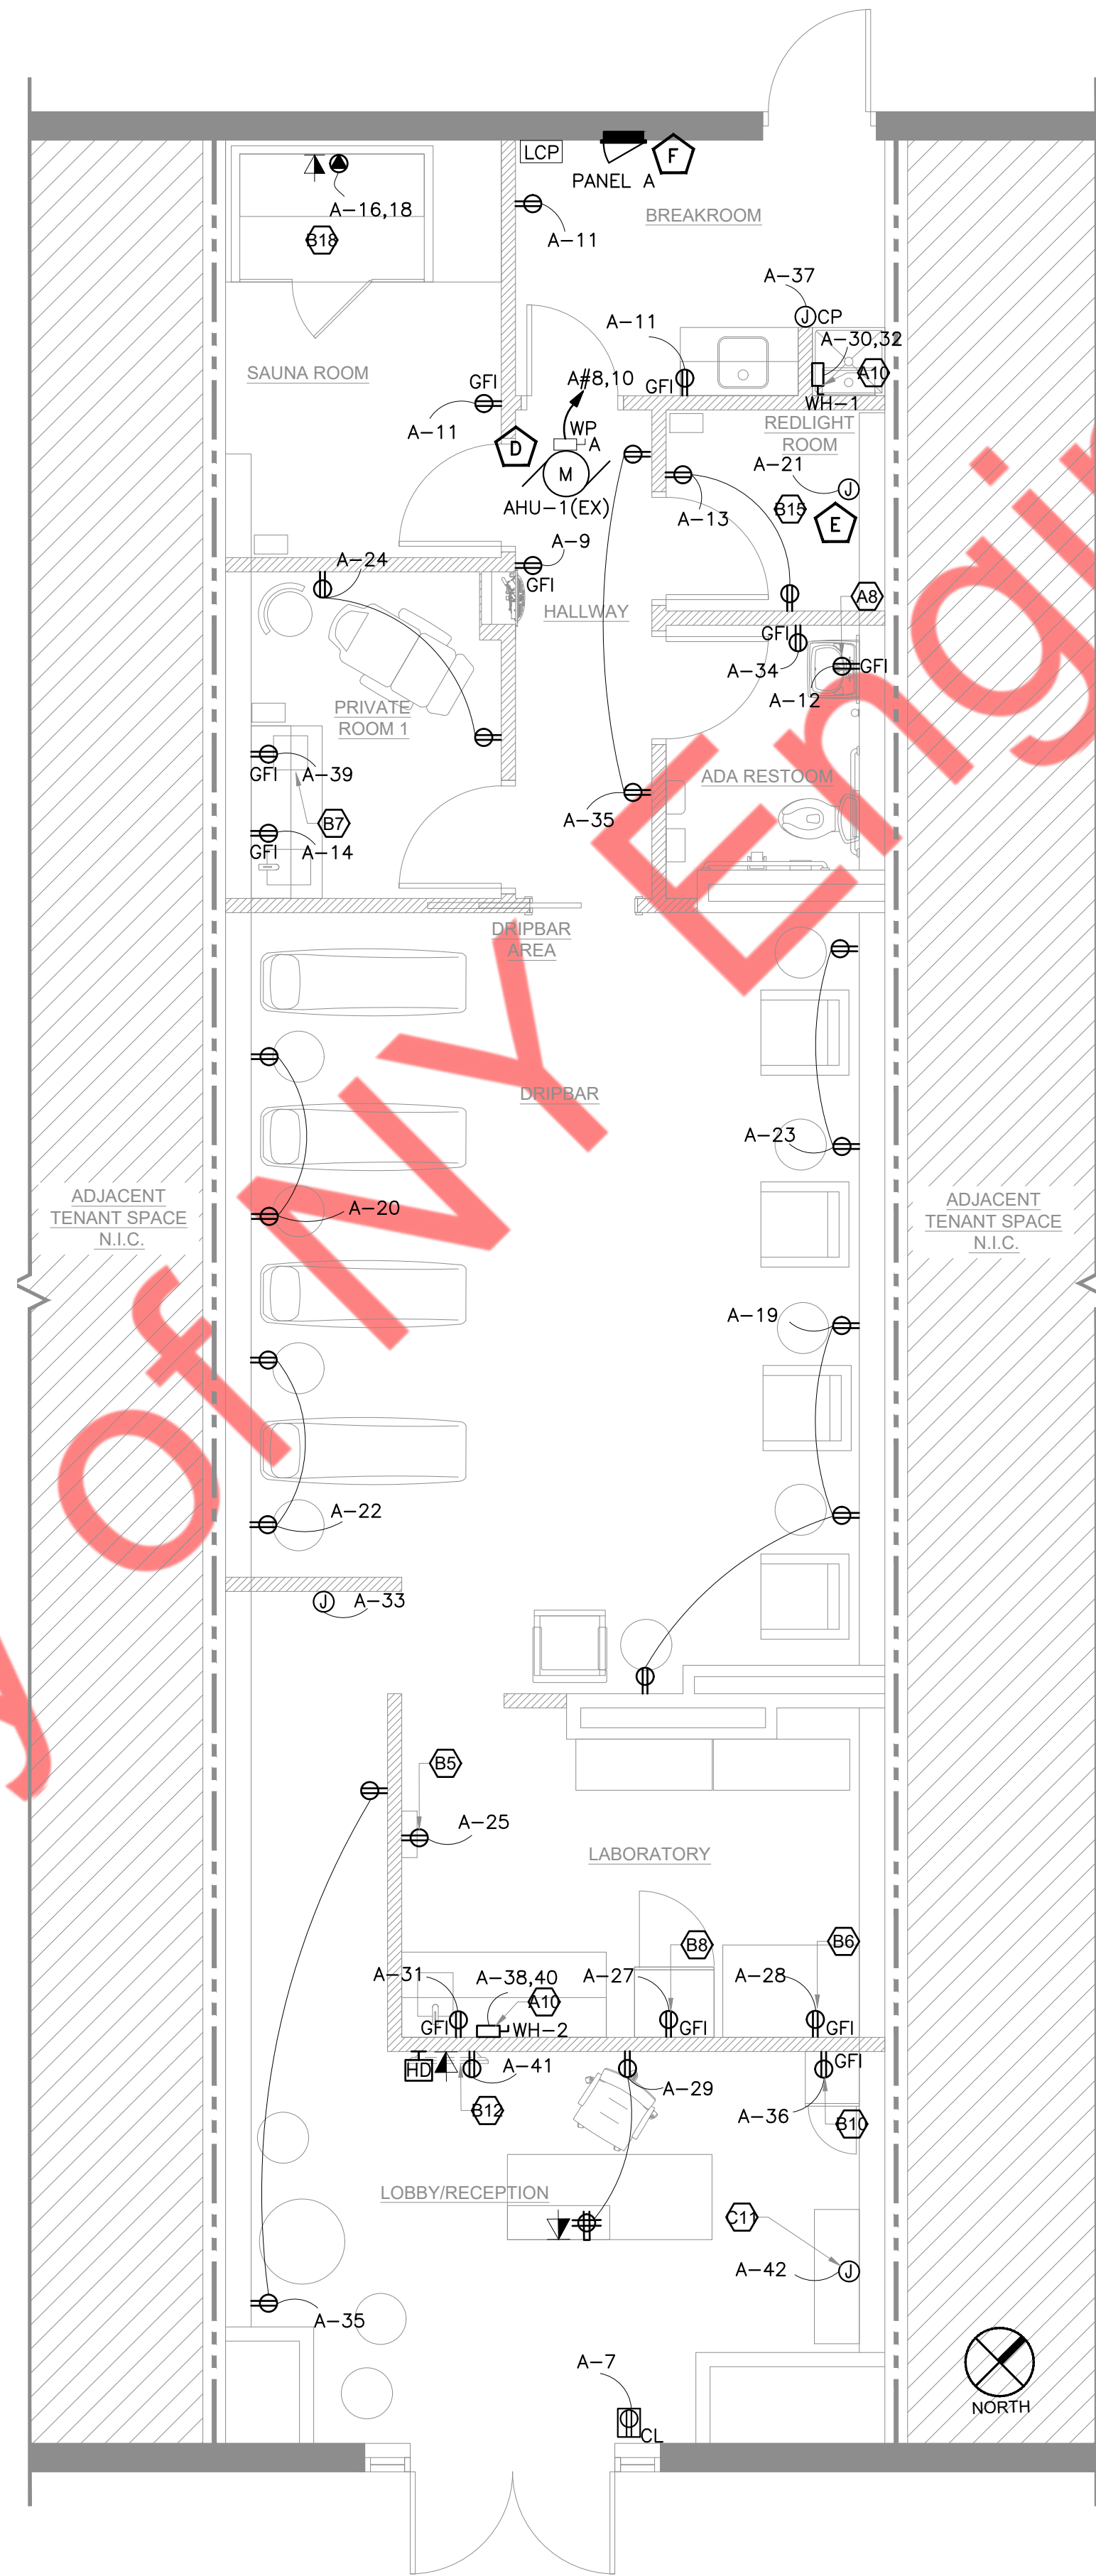 LCP
F
PANEL A
A-16,18
B18
BREAKROOM
A-11
A-37
J CP
A-11
A-30,32
GFI
A10
WH-1
SAUNA ROOM
GFI
A#8,10
A-11
D
WP
A
M
AHU-1(EX)
REDLIGHT
ROOM
A-21
J
A-13
B15
E
A-24
A-9
GFI
HALLWAY
A8
GFI
A-34
GFI
A-12
PRIVATE
ROOM 1
GFI
A-39
ADA RESTOOM
B7
A-35
GFI
A-14
DRIPBAR
AREA
DRIPBAR
A-23
ADJACENT
TENANT SPACE
N.I.C.
A-20
ADJACENT
TENANT SPACE
N.I.C.
A-19
A-22
J
A-33
B5
A-25
LABORATORY
B8
B6
A-31
A-38,40
A-27
A-28
A10
GFI
WH-2
GFI
GFI
HD
A-41
GFI
A-29
B12
A-36
B10
LOBBY/RECEPTION
C11
A-42
J
A-35
A-7
CL
NORTH
y of MY Engi